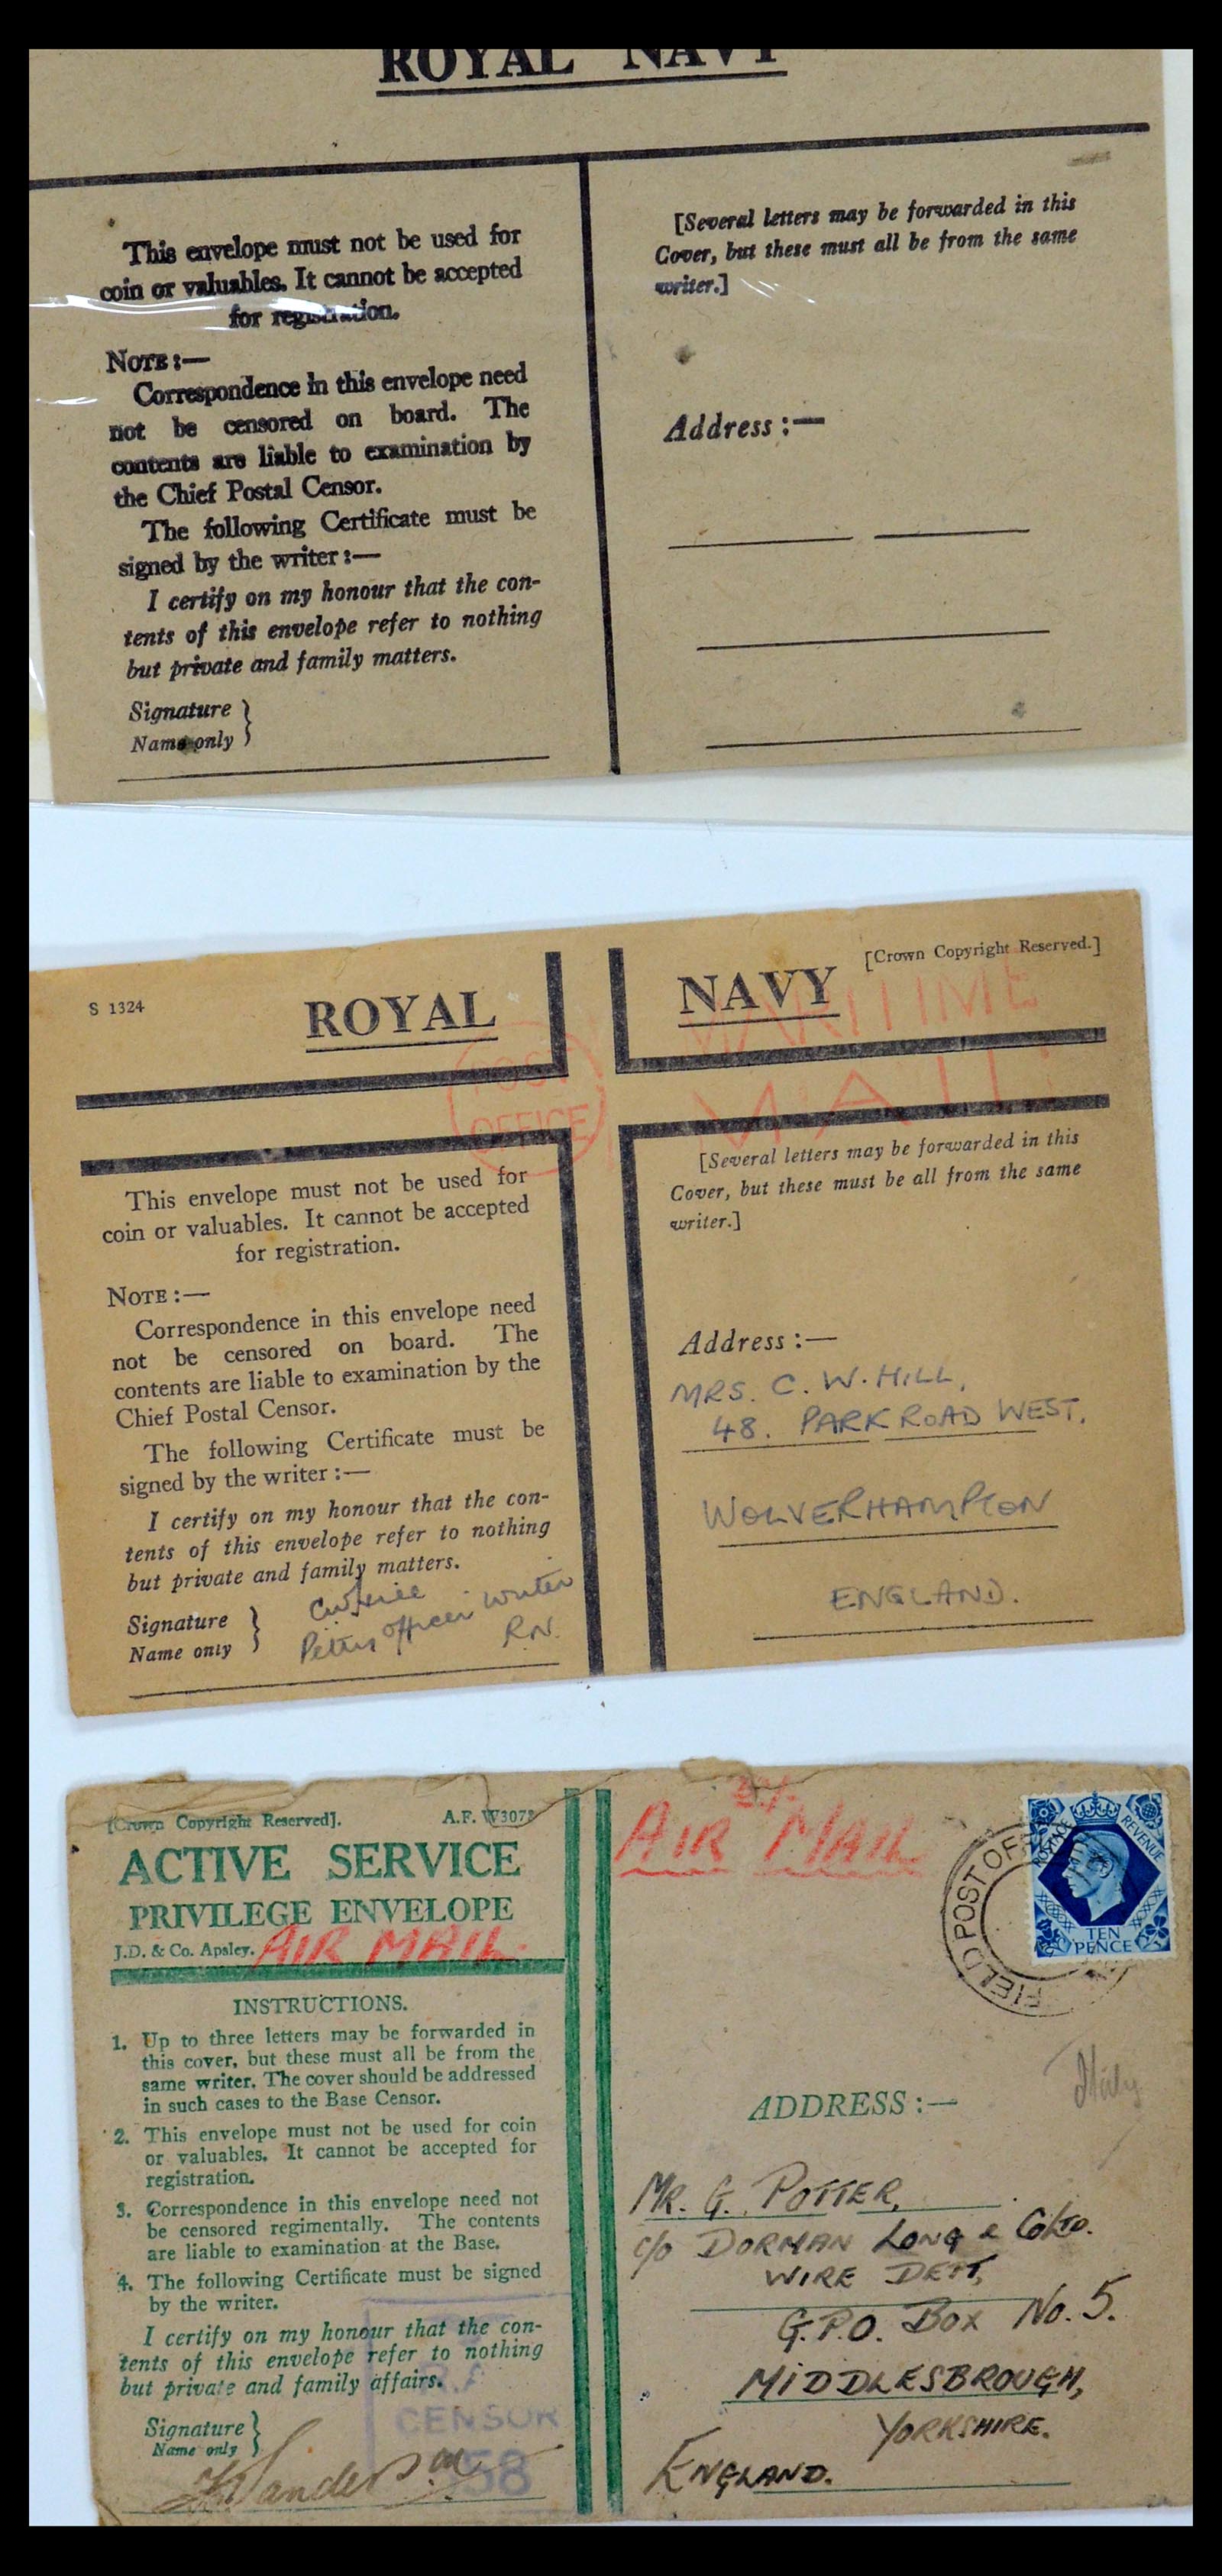 ROYAL NAVY
This envelope must not be used for
coin or valuables. It cannot be accepted
for registration.
NOTE :—
Correspondence in this envelope need
not be censored on board. The
contents are liable to examination by
the Chief Postal Censor.
The following Certificate must be
signed by the writer :—
I certify on my honour that the con-
tents of this envelope refer to nothing
but private and family matters.
Signature
Name only
[Several letters may be forwarded in this
Cover, but these must all be from the same
writer.]
Address :—
S 1324
ROYAL NAVY
[Crown Copyright Reserved.]
POST
OFFICE
MARITIME
MAIL
This envelope must not be used for
coin or valuables. It cannot be accepted
for registration.
NOTE :—
Correspondence in this envelope need
not be censored on board. The
contents are liable to examination by the
Chief Postal Censor.
The following Certificate must be
signed by the writer :—
I certify on my honour that the con-
tents of this envelope refer to nothing
but private and family matters.
Signature
Name only
CWHill
Petty officer writer
R.N.
[Several letters may be forwarded in this
Cover, but these must be all from the same
writer.]
Address :—
MRS. C. W. HILL,
48. PARK ROAD WEST.
WOLVERHAMPTON
ENGLAND.
[Crown Copyright Reserved].
A.F. W3078
ACTIVE SERVICE
PRIVILEGE ENVELOPE
J.D. & Co. Apsley.
AIR MAIL.
INSTRUCTIONS.
1. Up to three letters may be forwarded in
this cover, but these must all be from the
same writer. The cover should be addressed
in such cases to the Base Censor.
2. This envelope must not be used for coin
or valuables. It cannot be accepted for
registration.
3. Correspondence in this envelope need not
be censored regimentally. The contents
are liable to examination at the Base.
4. The following Certificate must be signed
by the writer.
I certify on my honour that the con-
tents of this envelope refer to nothing
but private and family affairs.
Signature
Name only
CENSOR
58
AIR MAIL
FIELD POST OF
POSTAGE REVENUE
TEN
PENCE
Italy
ADDRESS :—
MR. G. POTTER,
c/o DORMAN LONG & Co LTD.
WIRE DEPT,
G.P.O. BOX No. 5.
MIDDLESBROUGH,
YORKSHIRE.
ENGLAND.